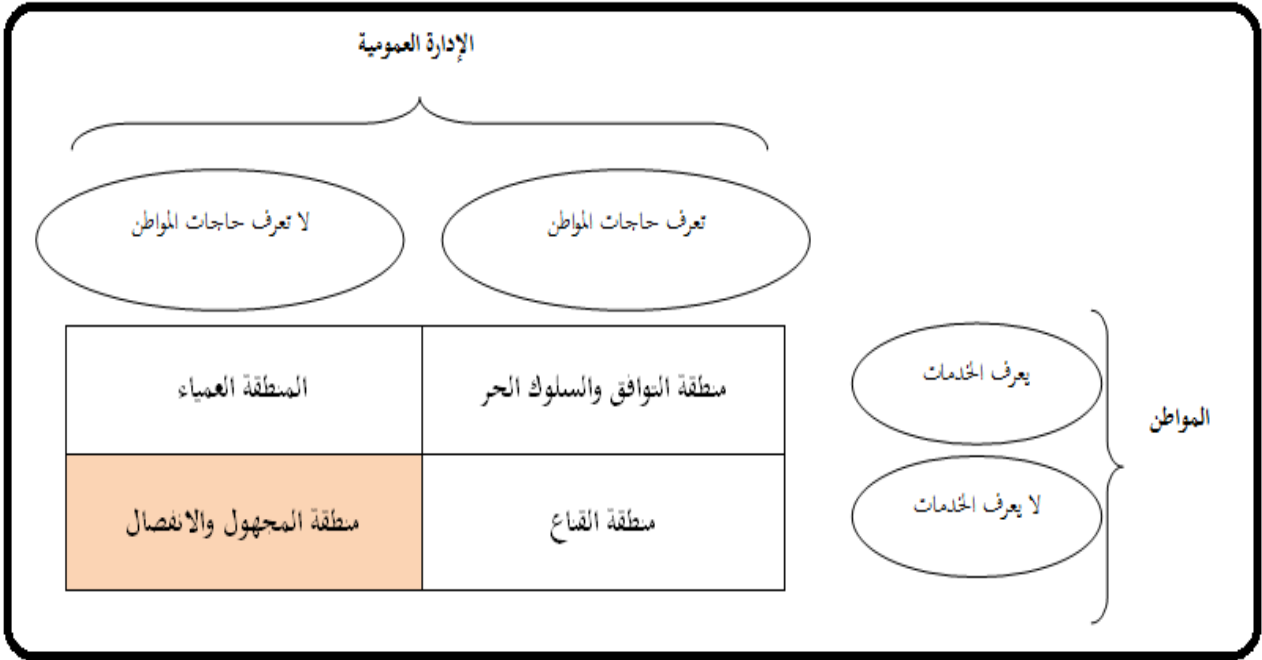 الإدارة العمومية
تعرف حاجات المواطن
لا تعرف حاجات المواطن
يعرف الخدمات
منطقة التوافق والسلوك الحر
المنطقة العمياء
المواطن
لا يعرف الخدمات
منطقة القناع
منطقة المجهول والانفصال